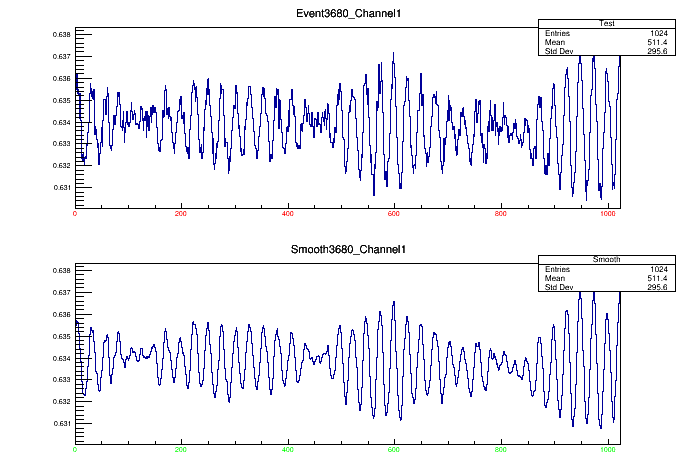 Event3680_Channel1
Test
Entries 1024
Mean 511.4
Std Dev 295.6
0.638
0.637
0.636
0.635
0.634
0.633
0.632
0.631
0 200 400 600 800 1000
Smooth3680_Channel1
Smooth
Entries 1024
Mean 511.4
Std Dev 295.6
0.638
0.637
0.636
0.635
0.634
0.633
0.632
0.631
0 200 400 600 800 1000